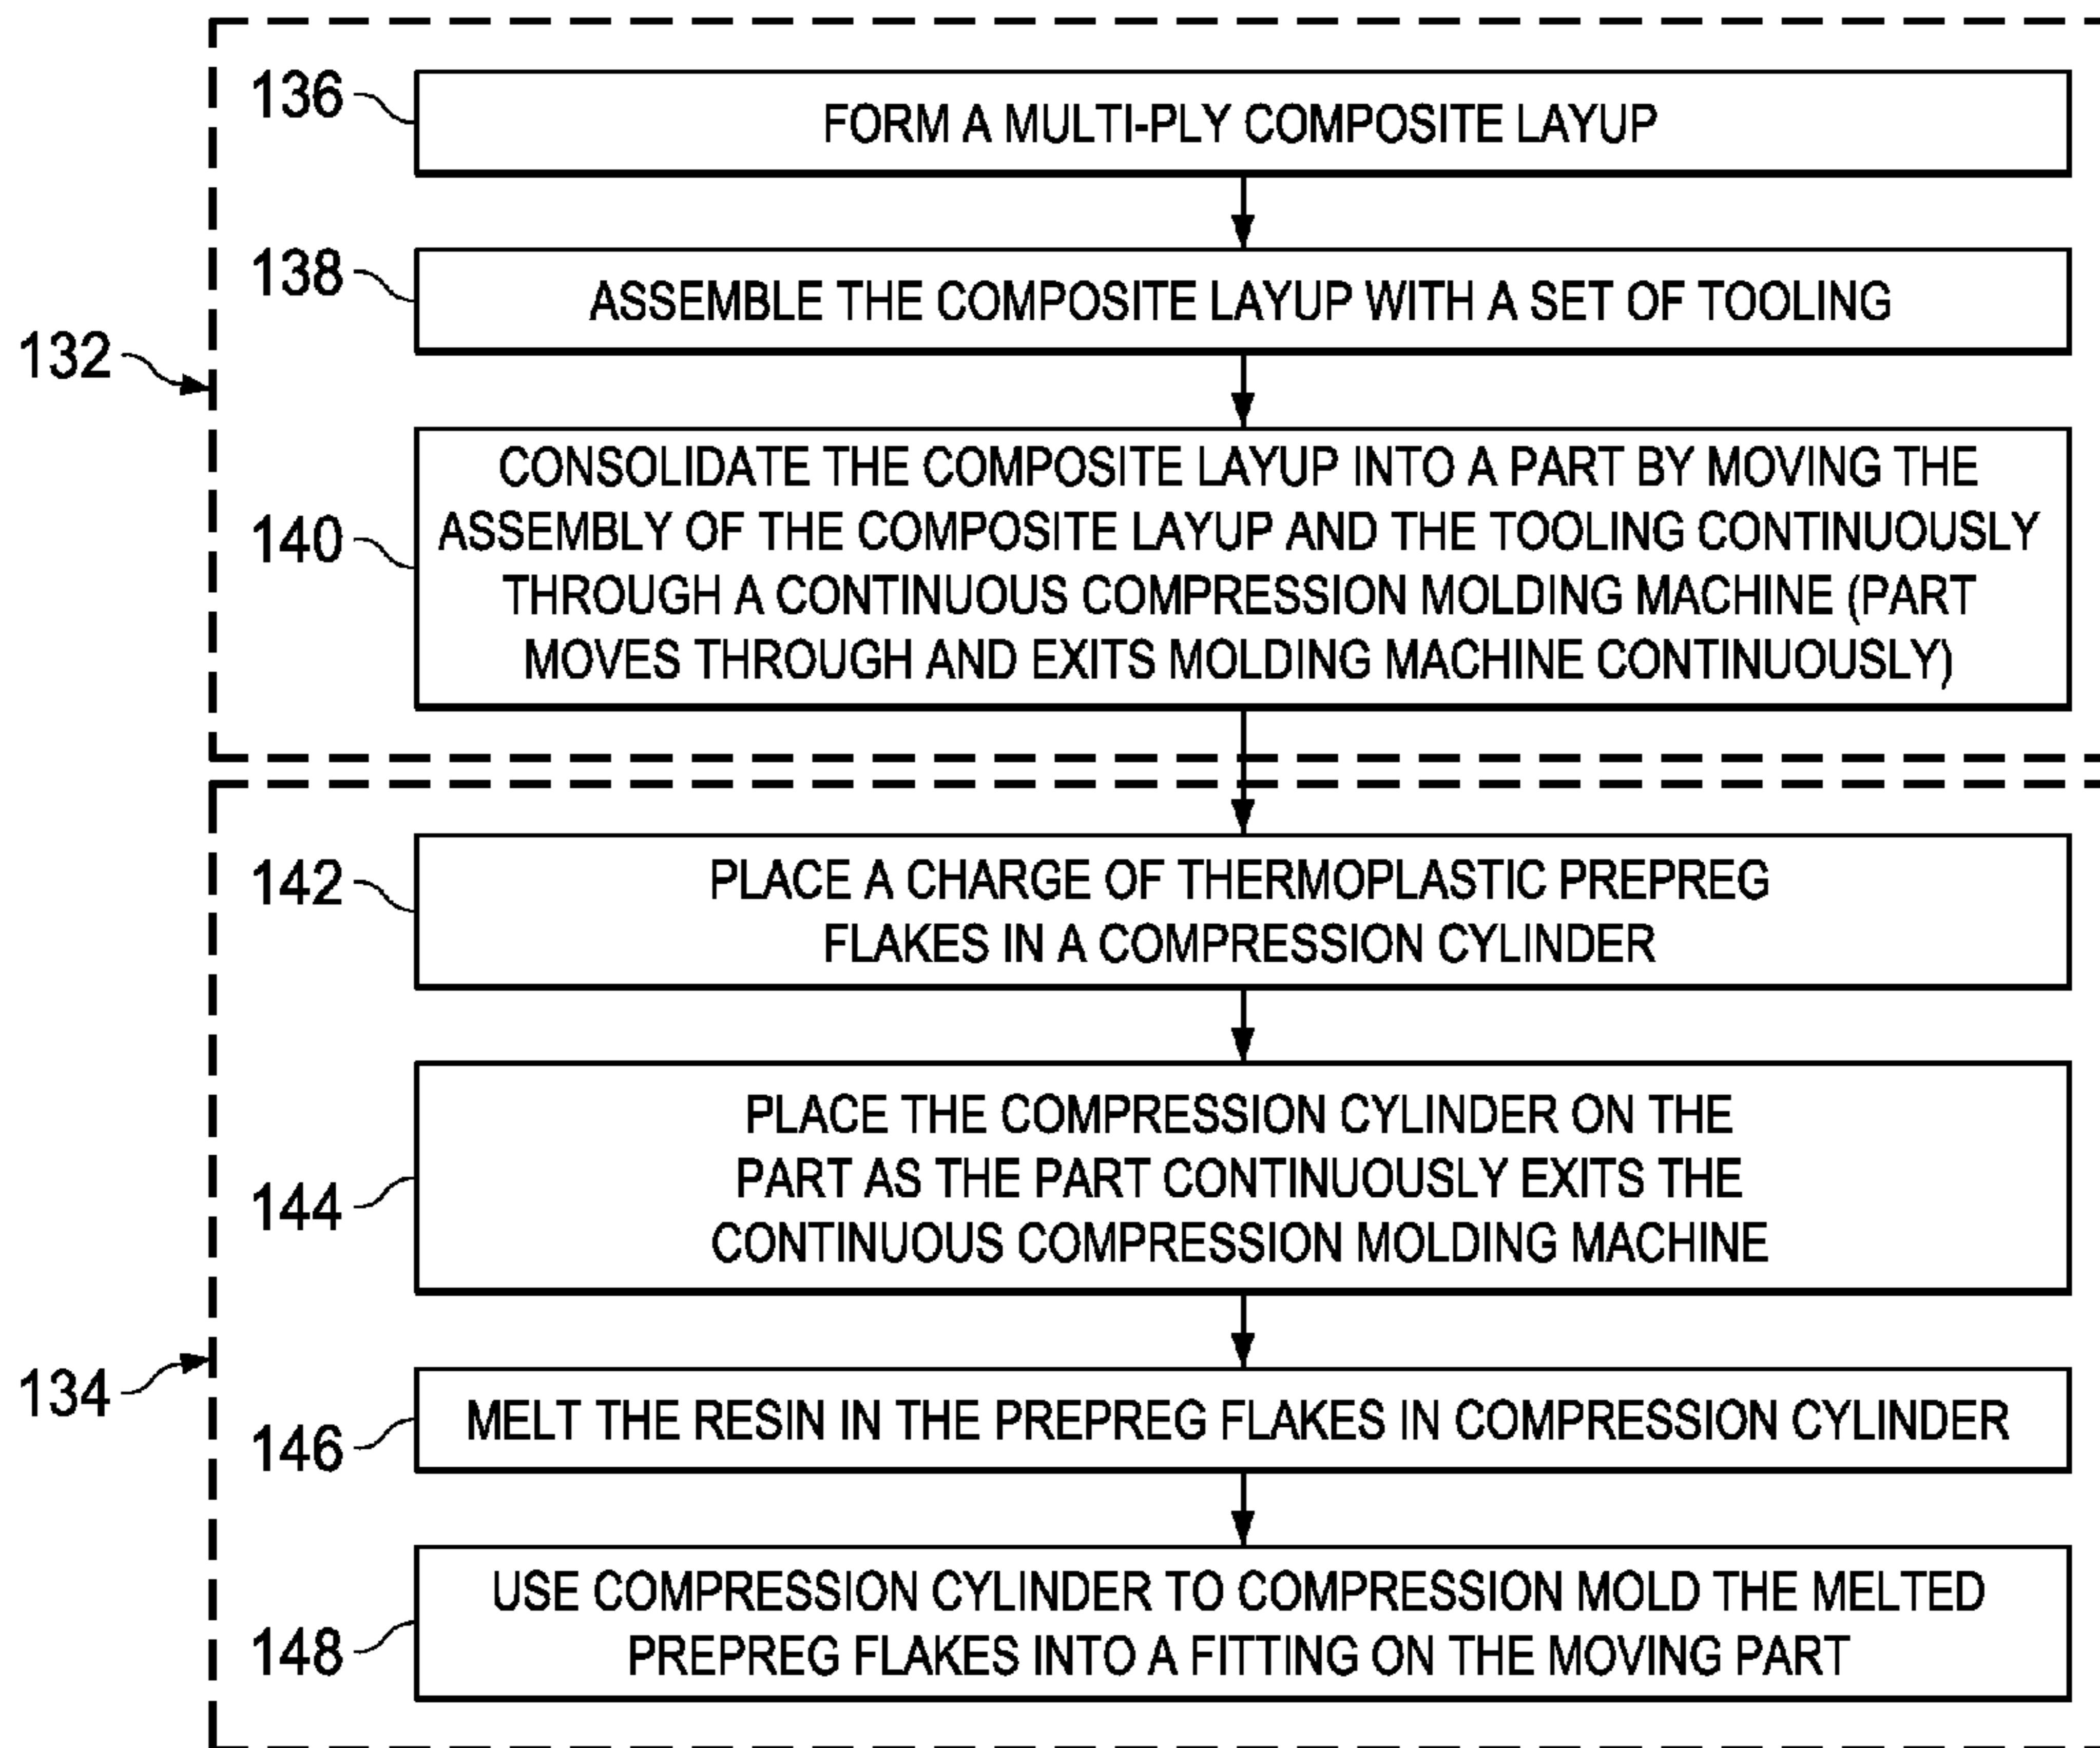 136
FORM A MULTI-PLY COMPOSITE LAYUP
138
ASSEMBLE THE COMPOSITE LAYUP WITH A SET OF TOOLING
132
140
CONSOLIDATE THE COMPOSITE LAYUP INTO A PART BY MOVING THE
ASSEMBLY OF THE COMPOSITE LAYUP AND THE TOOLING CONTINUOUSLY
THROUGH A CONTINUOUS COMPRESSION MOLDING MACHINE (PART
MOVES THROUGH AND EXITS MOLDING MACHINE CONTINUOUSLY)
142
PLACE A CHARGE OF THERMOPLASTIC PREPREG
FLAKES IN A COMPRESSION CYLINDER
144
PLACE THE COMPRESSION CYLINDER ON THE
PART AS THE PART CONTINUOUSLY EXITS THE
CONTINUOUS COMPRESSION MOLDING MACHINE
134
146
MELT THE RESIN IN THE PREPREG FLAKES IN COMPRESSION CYLINDER
148
USE COMPRESSION CYLINDER TO COMPRESSION MOLD THE MELTED
PREPREG FLAKES INTO A FITTING ON THE MOVING PART